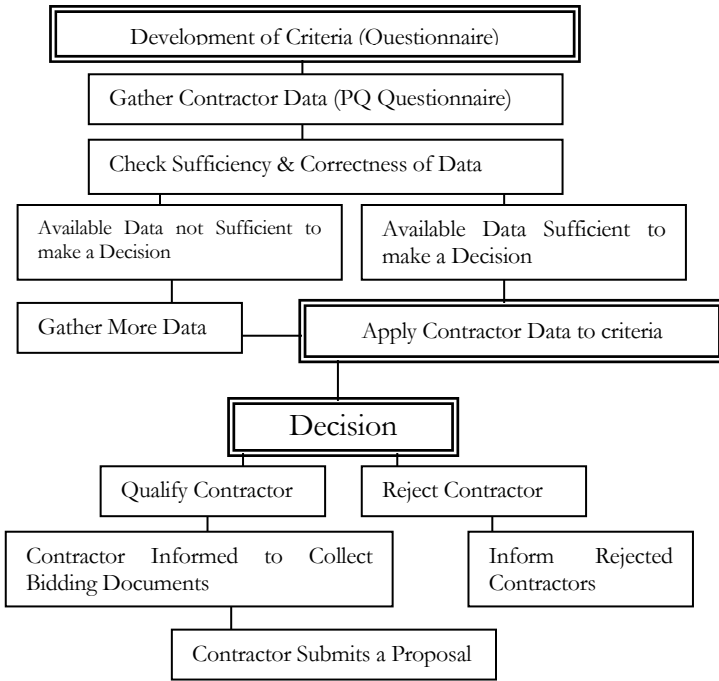 Development of Criteria (Questionnaire)
Gather Contractor Data (PQ Questionnaire)
Check Sufficiency & Correctness of Data
Available Data not Sufficient to
make a Decision
Available Data Sufficient to
make a Decision
Gather More Data
Apply Contractor Data to criteria
Decision
Qualify Contractor
Reject Contractor
Contractor Informed to Collect
Bidding Documents
Inform Rejected
Contractors
Contractor Submits a Proposal